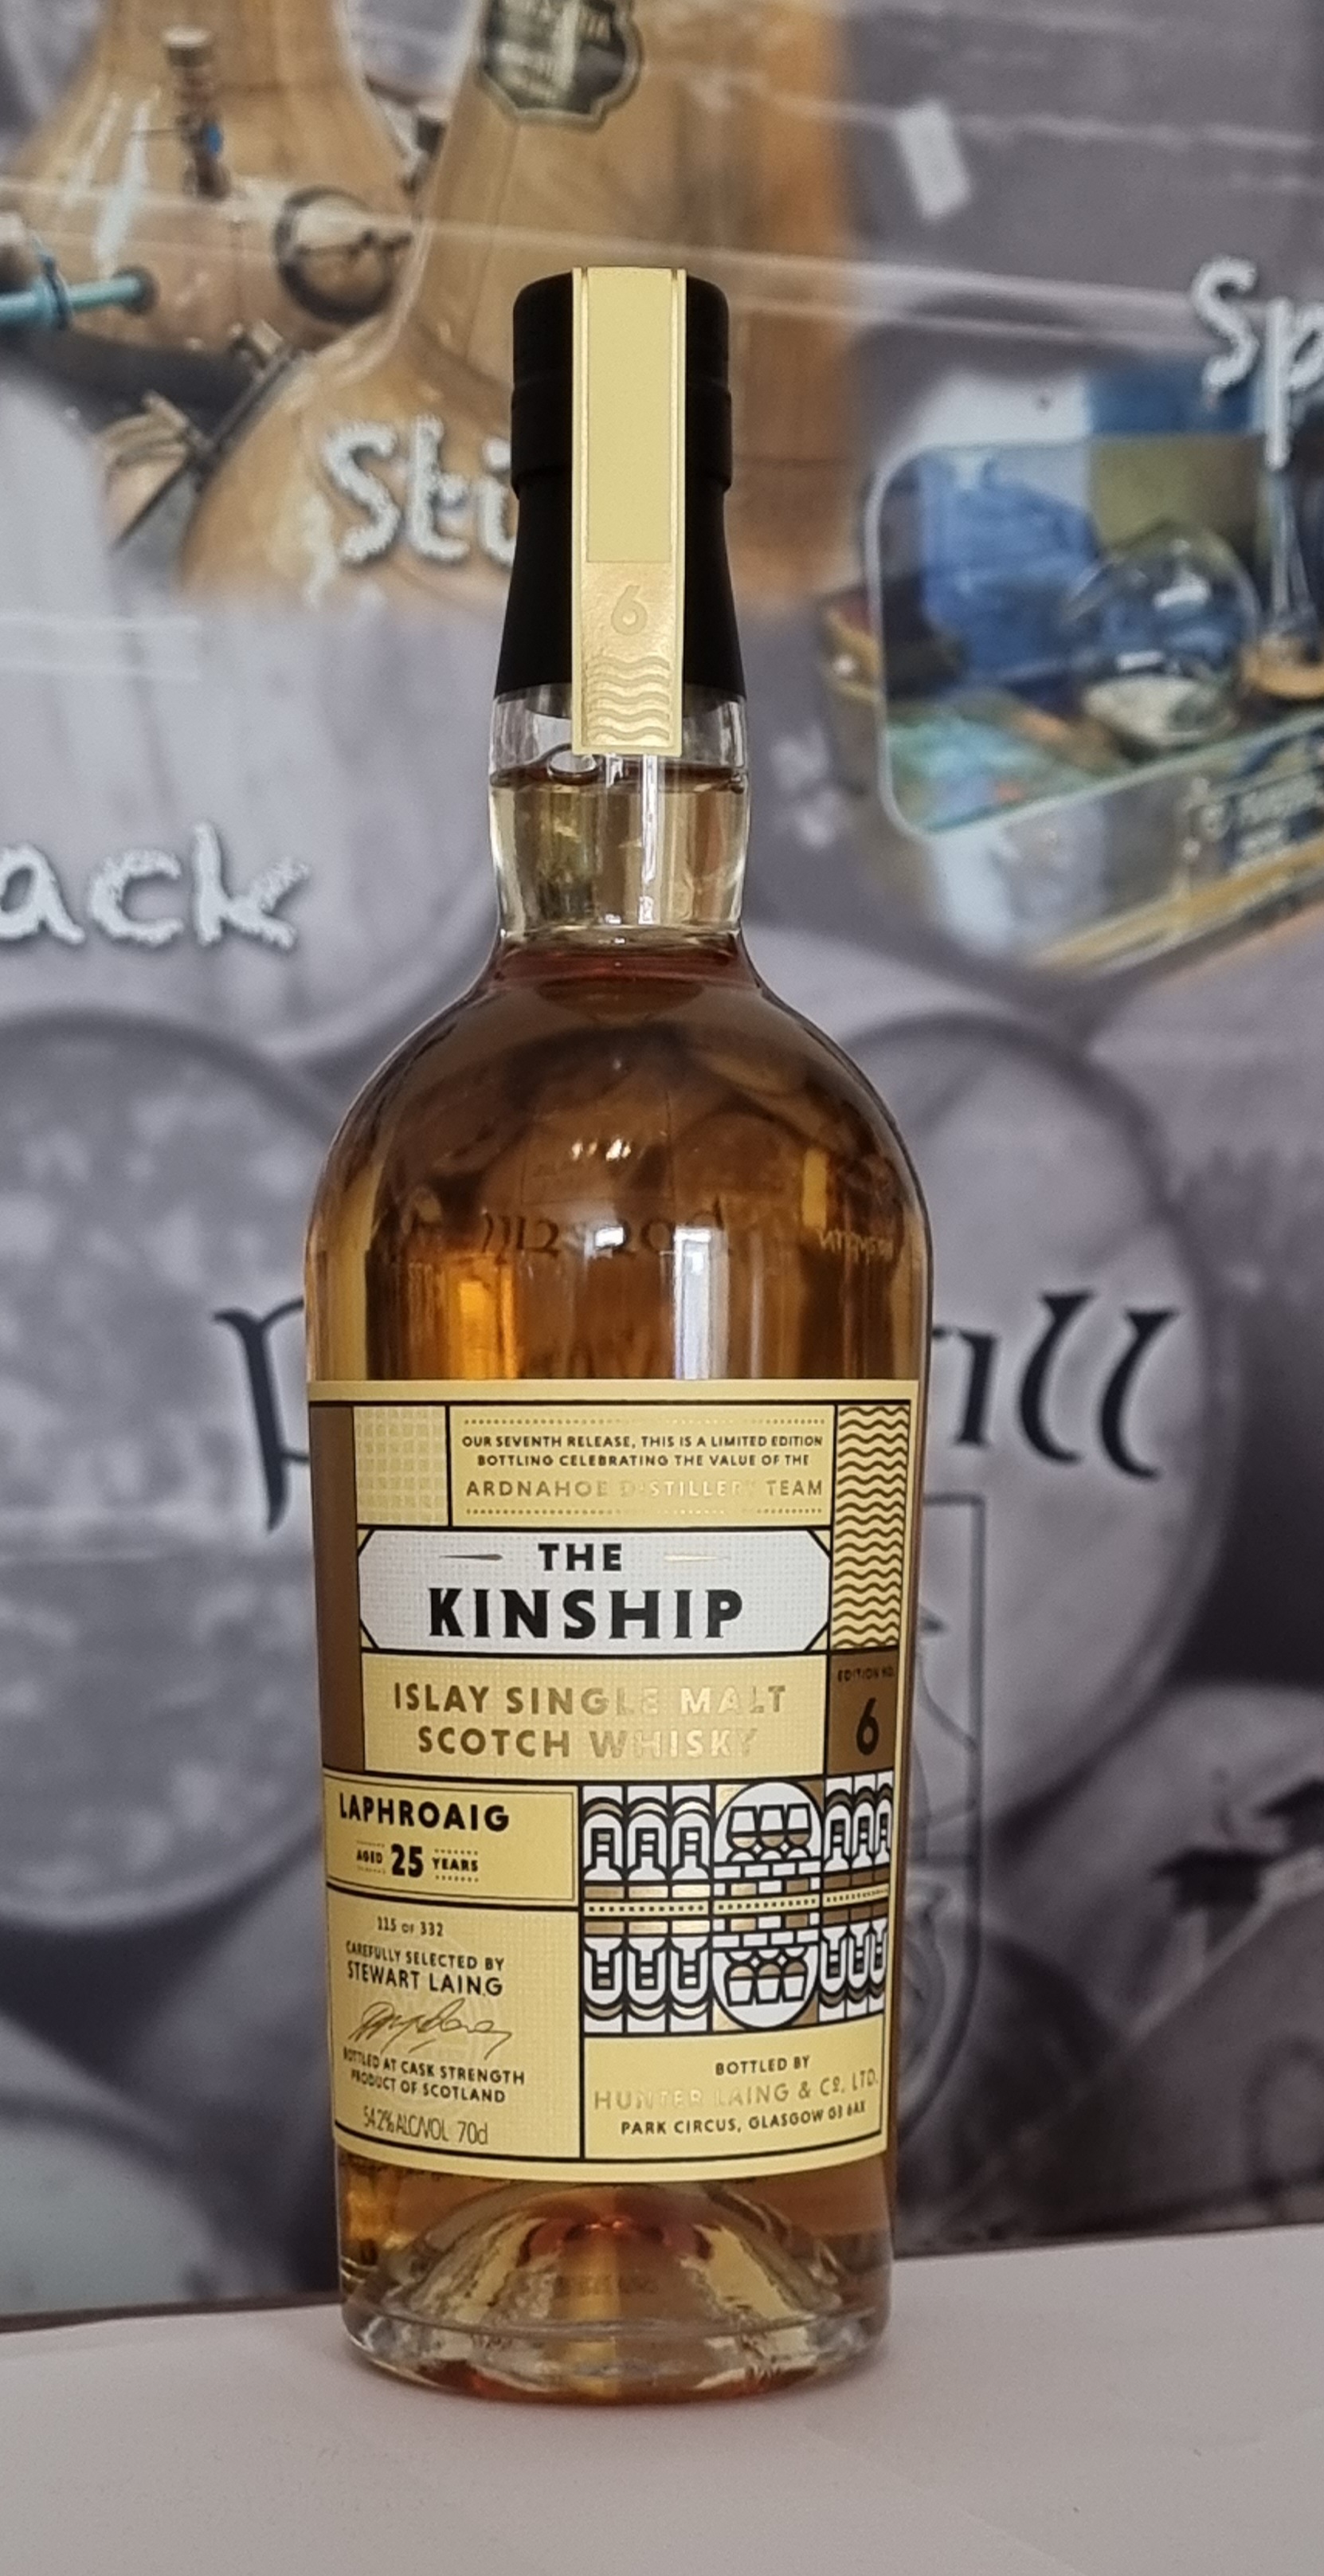 Sp
Sti
6
ack
ill
OUR SEVENTH RELEASE, THIS IS A LIMITED EDITION
BOTTLING CELEBRATING THE VALUE OF THE
ARDNAHOE DISTILLERY TEAM
THE
KINSHIP
ISLAY SINGLE MALT
SCOTCH WHISKY
EDITION NO.
6
LAPHROAIG
AGED 25 YEARS
115 OF 332
CAREFULLY SELECTED BY
STEWART LAING
BOTTLED AT CASK STRENGTH
PRODUCT OF SCOTLAND
54.2% ALC/VOL 70cl
BOTTLED BY
HUNTER LAING & Cº. LTD.
PARK CIRCUS, GLASGOW G3 6AX